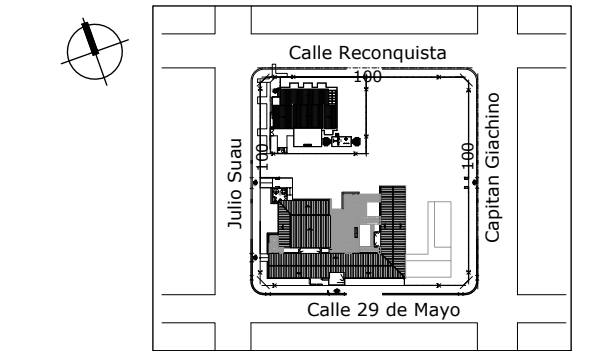 Calle Reconquista
100
100
100
Julio Suau
Capitan Giachino
Calle 29 de Mayo